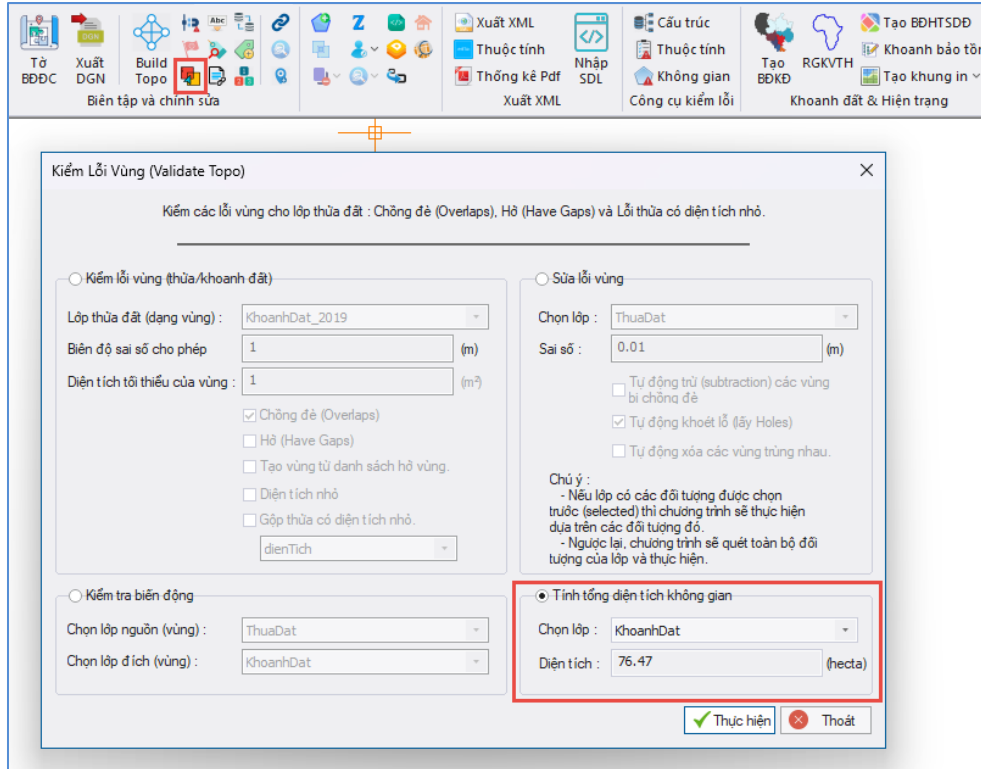 Xuất XML
Cấu trúc
Tạo BĐHTSDĐ
Thuộc tính
Thuộc tính
Khoanh bảo tồn
Tờ BĐĐC
Xuất DGN
Build Topo
Thống kê Pdf
Nhập SDL
Không gian
Tạo BĐKĐ
RGKVTH
Tạo khung in
Biên tập và chỉnh sửa
Xuất XML
Công cụ kiểm lỗi
Khoanh đất & Hiện trạng
Kiểm Lỗi Vùng (Validate Topo)
Kiểm các lỗi vùng cho lớp thửa đất : Chồng đè (Overlaps), Hở (Have Gaps) và Lỗi thửa có diện tích nhỏ.
Kiểm lỗi vùng (thửa/khoanh đất)
Lớp thửa đất (dạng vùng) : KhoanhDat_2019
Biên độ sai số cho phép 1 (m)
Diện tích tối thiểu của vùng : 1 (m²)
Chồng đè (Overlaps)
Hở (Have Gaps)
Tạo vùng từ danh sách hở vùng.
Diện tích nhỏ
Gộp thửa có diện tích nhỏ.
dienTich
Sửa lỗi vùng
Chọn lớp : ThuaDat
Sai số : 0.01 (m)
Tự động trừ (subtraction) các vùng
bị chồng đè
Tự động khoét lỗ (lấy Holes)
Tự động xóa các vùng trùng nhau.
Chú ý :
- Nếu lớp có các đối tượng được chọn
trước (selected) thì chương trình sẽ thực hiện
dựa trên các đối tượng đó.
- Ngược lại, chương trình sẽ quét toàn bộ đối
tượng của lớp và thực hiện.
Kiểm tra biến động
Chọn lớp nguồn (vùng) : ThuaDat
Chọn lớp đích (vùng) : KhoanhDat
Tính tổng diện tích không gian
Chọn lớp : KhoanhDat
Diện tích : 76.47 (hecta)
Thực hiện
Thoát